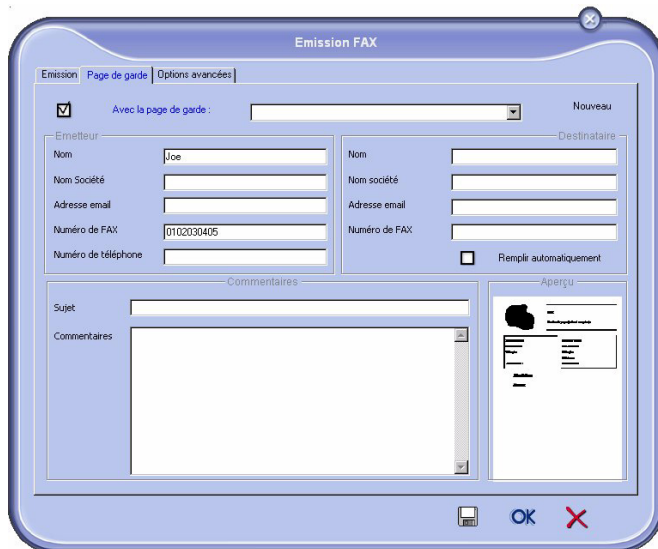 Emission FAX
Emission Page de garde Options avancées
Avec la page de garde : Nouveau
Emetteur Destinataire
Nom Joe Nom
Nom Société Nom société
Adresse email Adresse email
Numéro de FAX 0102030405 Numéro de FAX
Numéro de téléphone Remplir automatiquement
Commentaires Aperçu
Sujet
Commentaires
OK